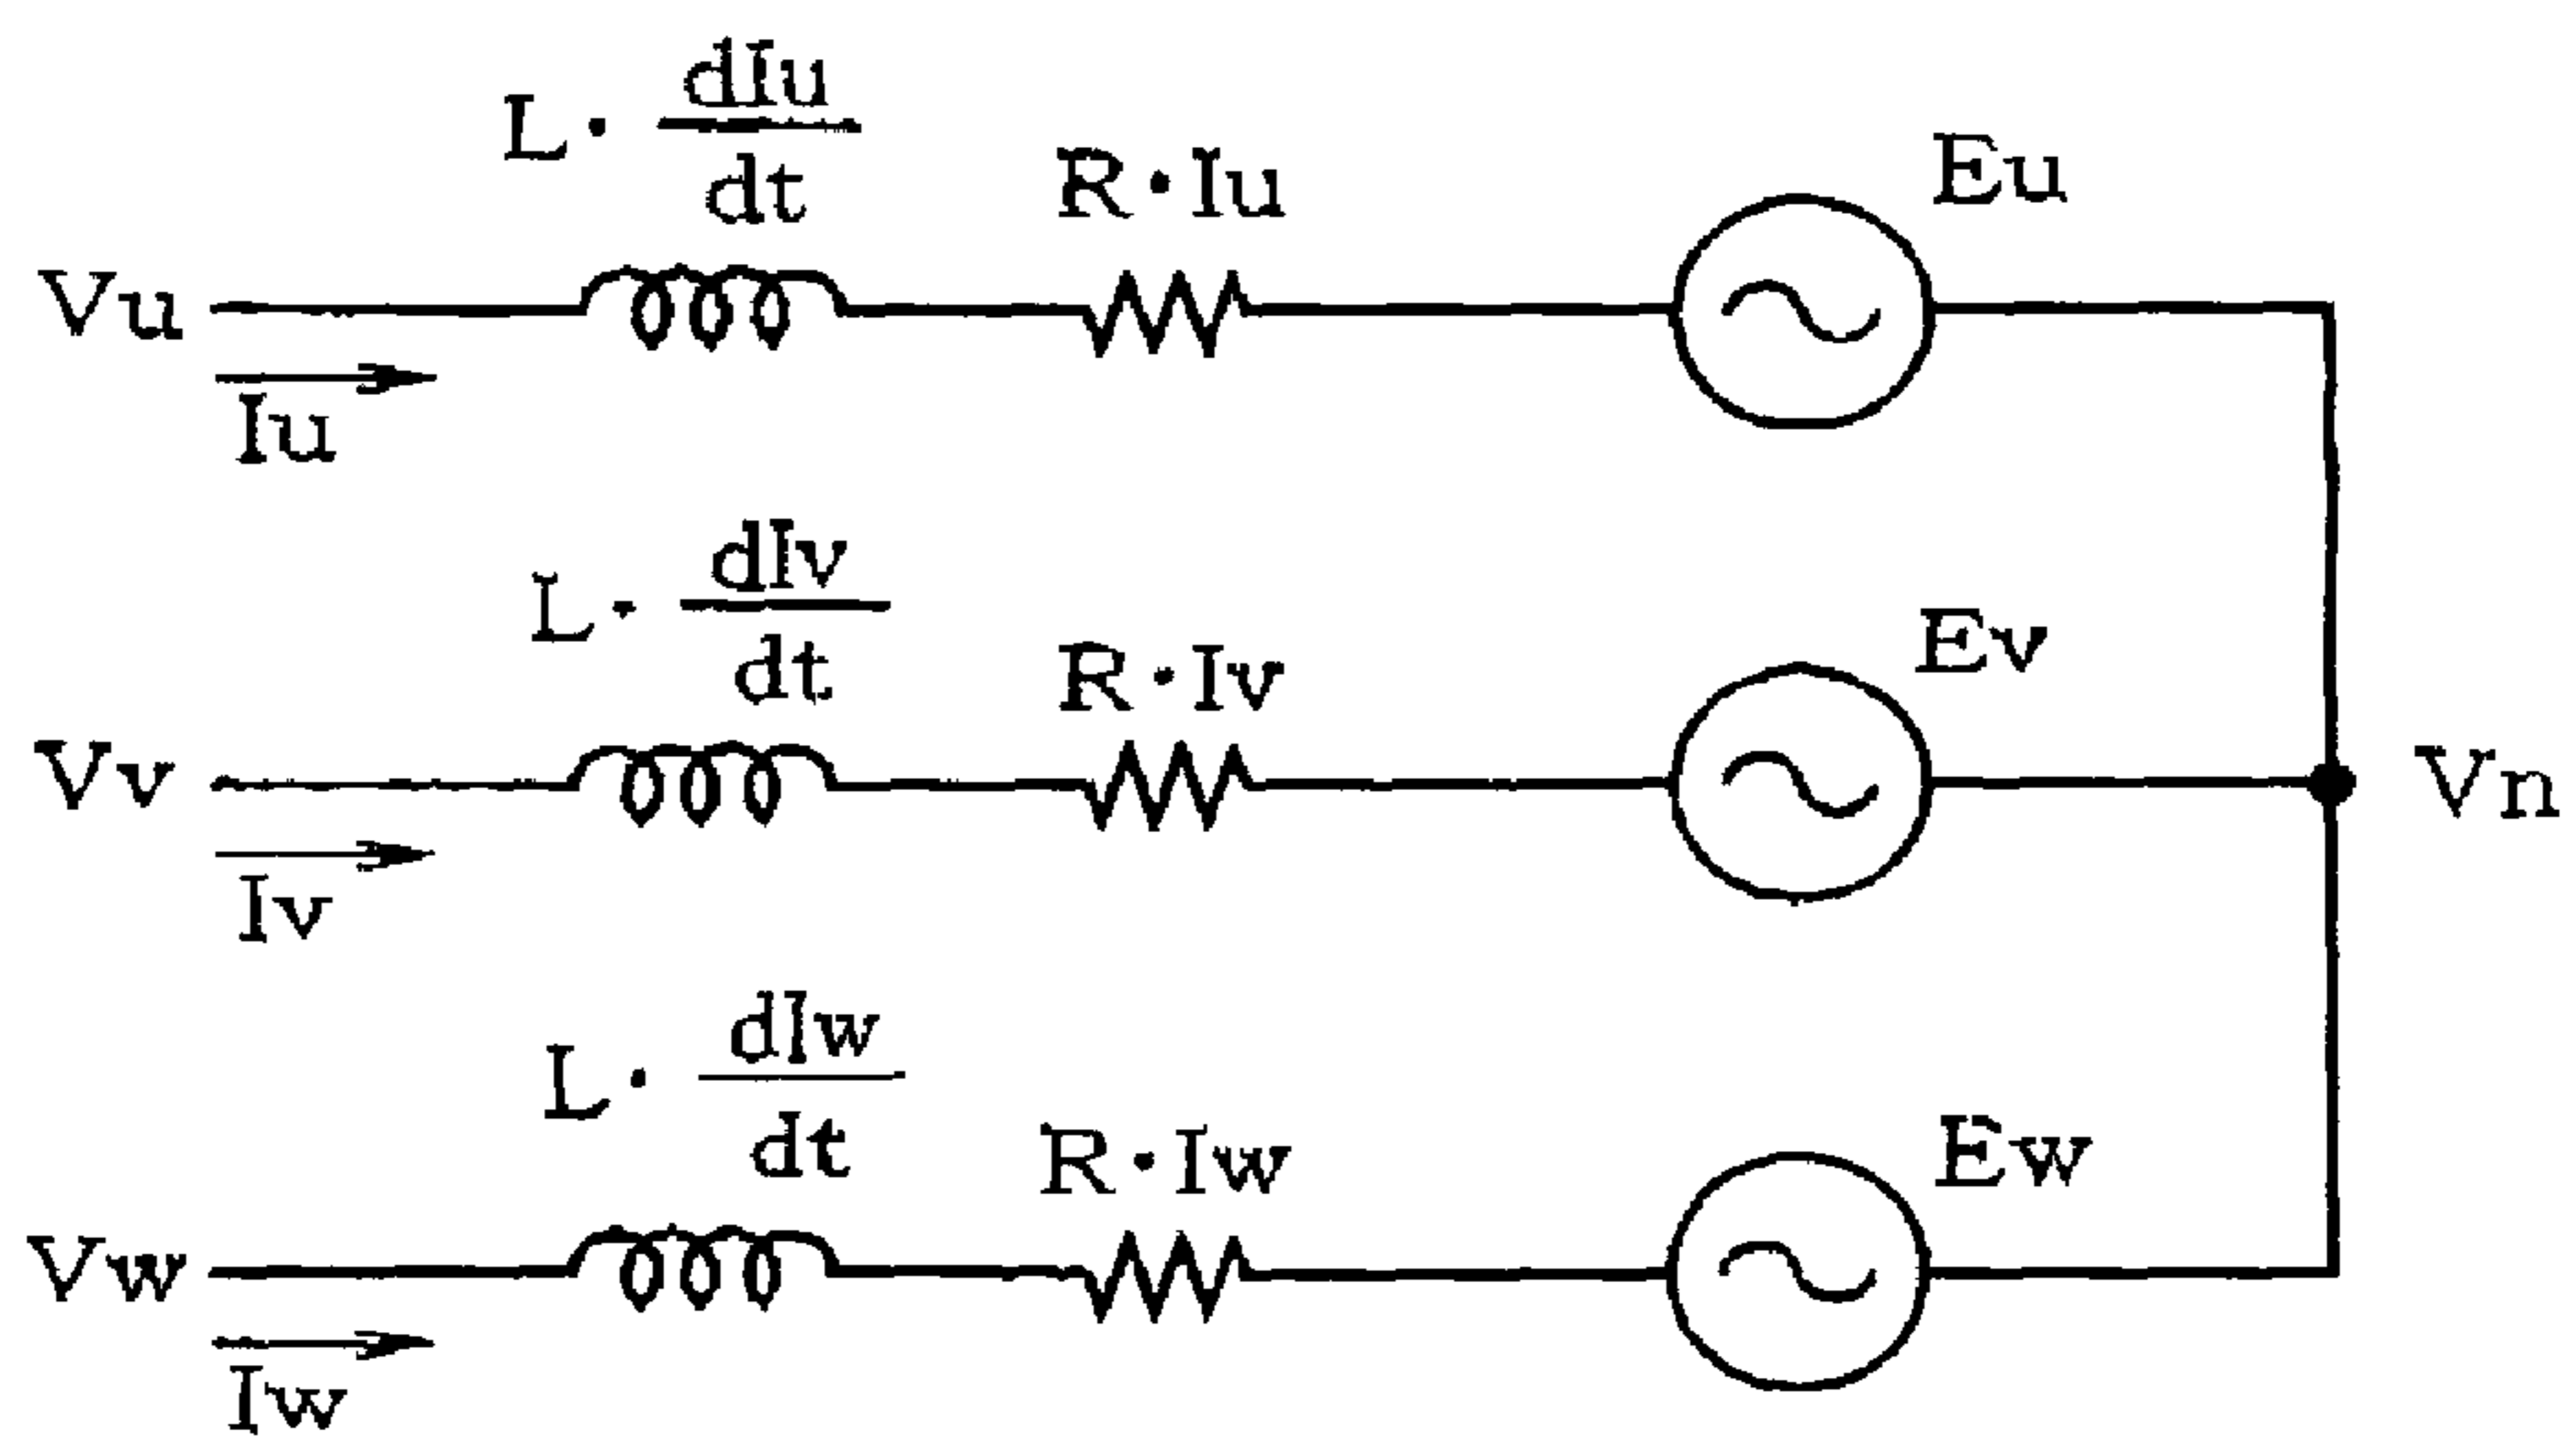 L· dIu/dt
R·Iu
Eu
Vu
Iu
L· dIv/dt
R·Iv
Ev
Vv
Vn
Iv
L· dIw/dt
R·Iw
Ew
Vw
Iw